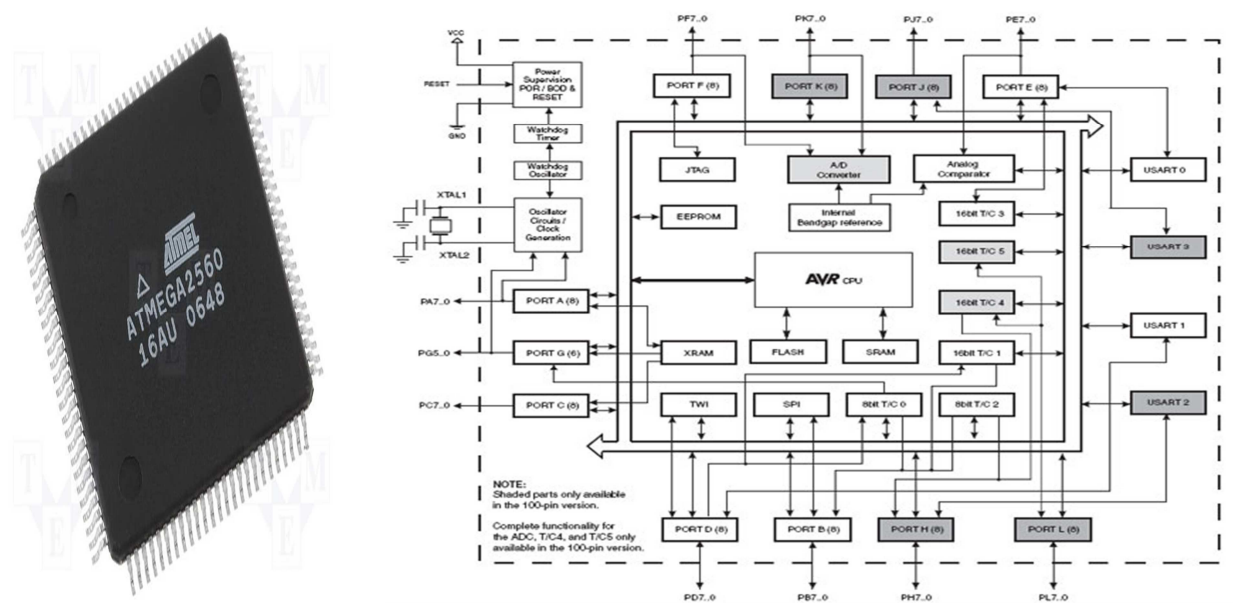 ATMEL
ATMEGA2560
16AU 0648
T M
E
T M
E
PF7..0
PK7..0
PJ7..0
PE7..0
VCC
RESET
GND
Power
Supervision
POR / BOD &
RESET
PORT F (8)
PORT K (8)
PORT J (8)
PORT E (8)
Watchdog
Timer
Watchdog
Oscillator
JTAG
A/D
Converter
Analog
Comparator
USART 0
XTAL1
XTAL2
Oscillator
Circuits /
Clock
Generation
EEPROM
Internal
Bandgap reference
16bit T/C 3
USART 3
16bit T/C 5
AVR CPU
PA7..0
PORT A (8)
16bit T/C 4
USART 1
PG5..0
PORT G (6)
XRAM
FLASH
SRAM
16bit T/C 1
PC7..0
PORT C (8)
TWI
SPI
8bit T/C 0
8bit T/C 2
USART 2
NOTE:
Shaded parts only available
in the 100-pin version.
Complete functionality for
the ADC, T/C4, and T/C5 only
available in the 100-pin version.
PORT D (8)
PORT B (8)
PORT H (8)
PORT L (8)
PD7..0
PB7..0
PH7..0
PL7..0